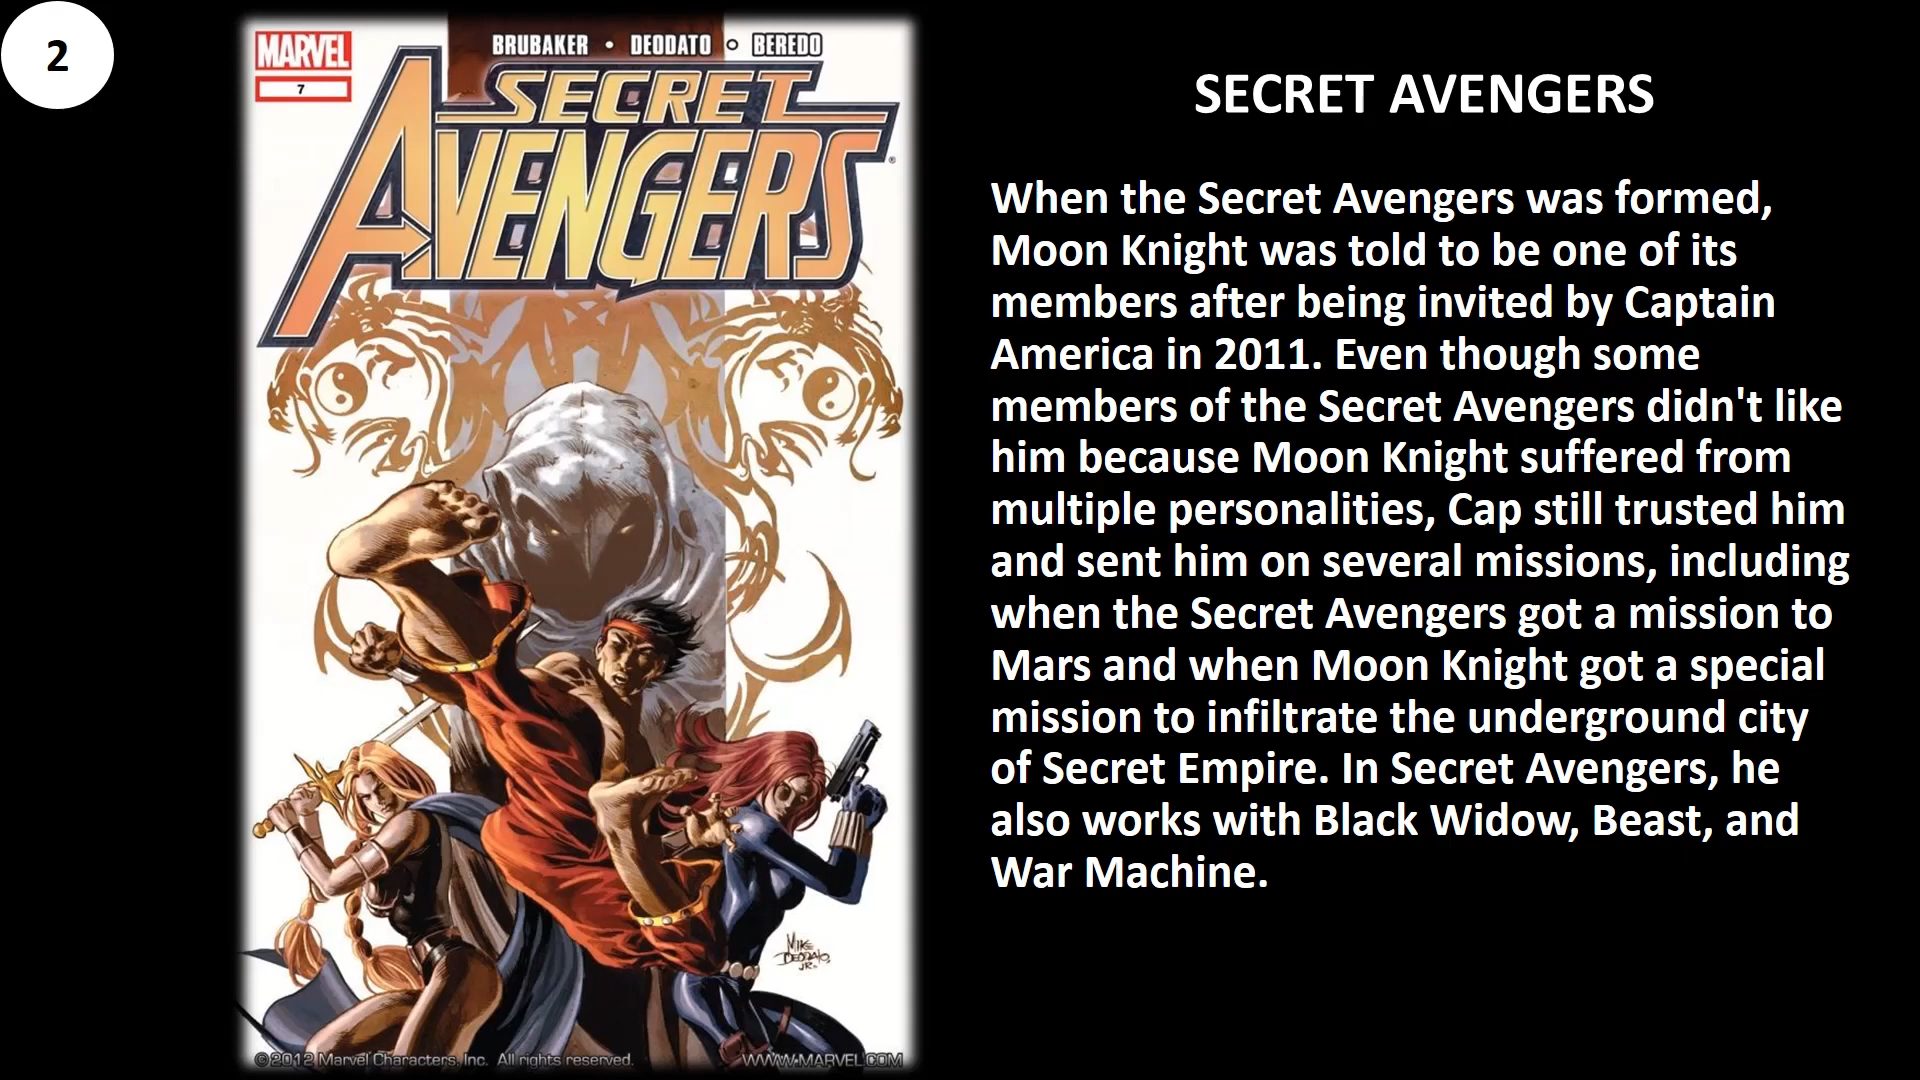 2
MARVEL
7
BRUBAKER • DEODATO ○ BEREDO
SECRET
AVENGERS
®
MIKE
DEODATO,
JR.
©2012 Marvel Characters, Inc. All rights reserved.
WWW.MARVEL.COM
SECRET AVENGERS
When the Secret Avengers was formed,
Moon Knight was told to be one of its
members after being invited by Captain
America in 2011. Even though some
members of the Secret Avengers didn't like
him because Moon Knight suffered from
multiple personalities, Cap still trusted him
and sent him on several missions, including
when the Secret Avengers got a mission to
Mars and when Moon Knight got a special
mission to infiltrate the underground city
of Secret Empire. In Secret Avengers, he
also works with Black Widow, Beast, and
War Machine.